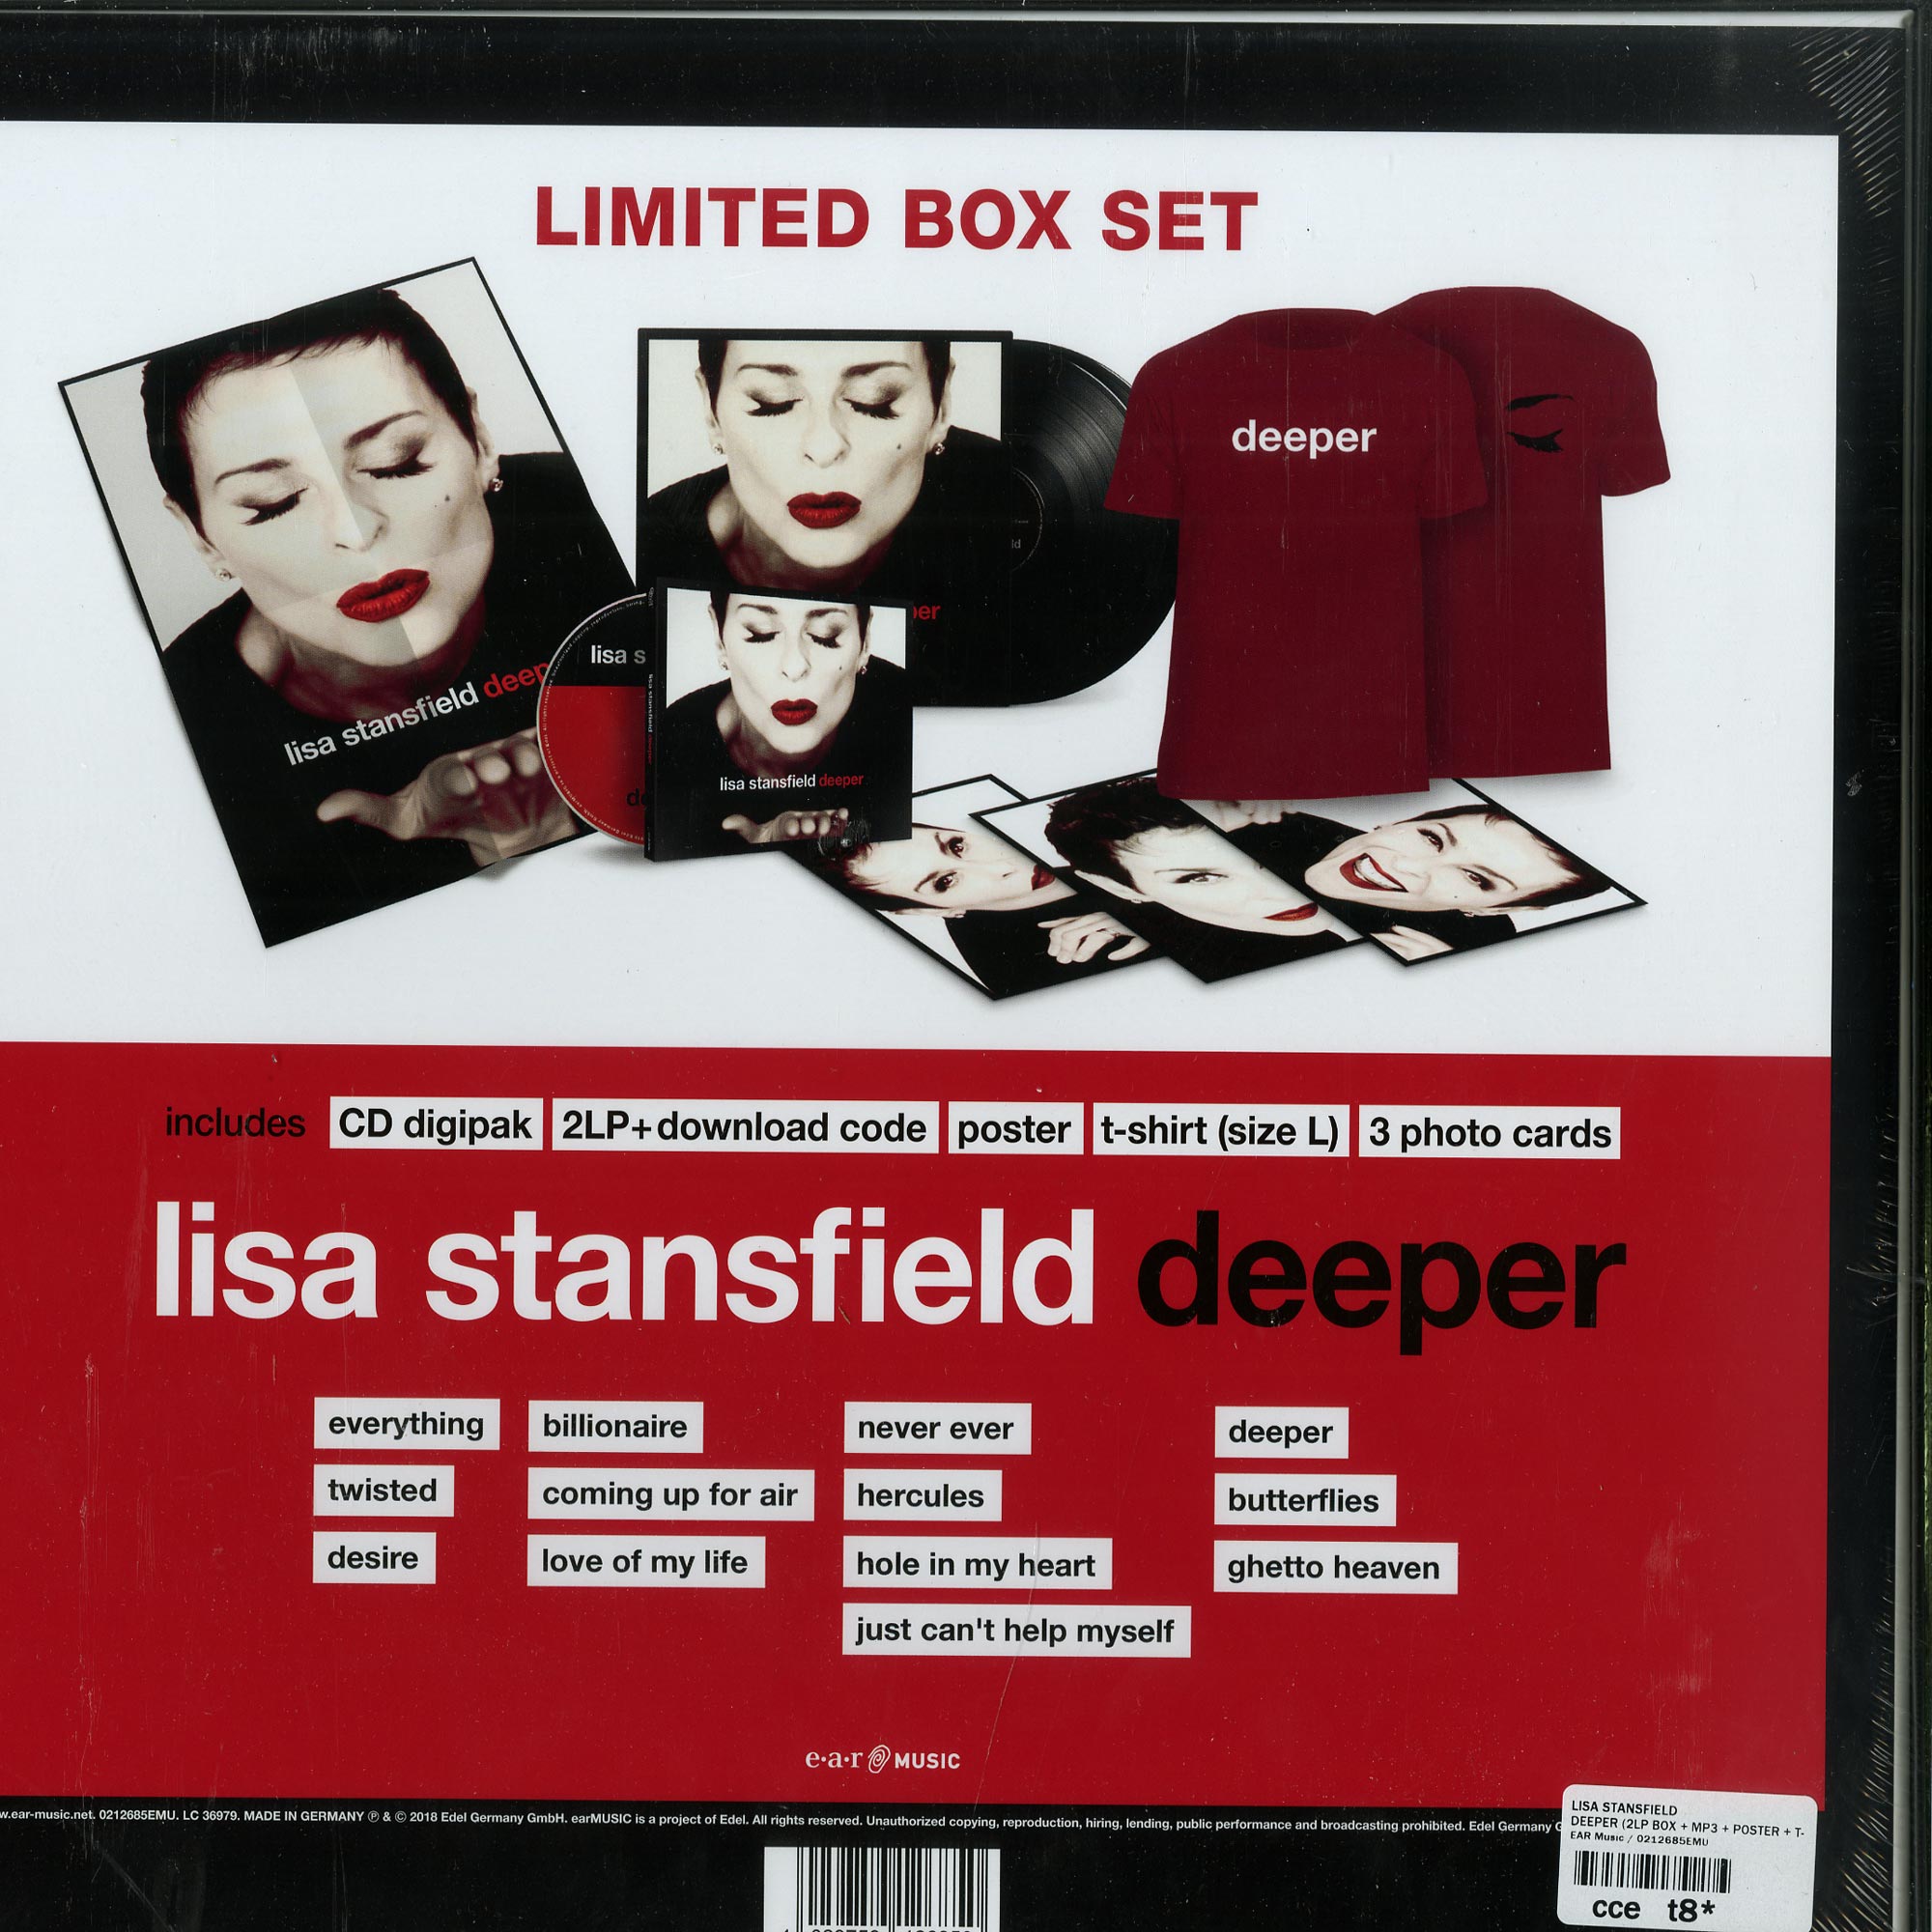 LIMITED BOX SET
deeper
lisa stansfield
lisa s
lisa stansfield deeper
includes CD digipak 2LP+download code poster t-shirt (size L) 3 photo cards
lisa stansfield deeper
everything billionaire never ever deeper
twisted coming up for air hercules butterflies
desire love of my life hole in my heart ghetto heaven
just can't help myself
e·a·r MUSIC
w.ear-music.net. 0212685EMU. LC 36979. MADE IN GERMANY ℗ & © 2018 Edel Germany GmbH. earMUSIC is a project of Edel. All rights reserved. Unauthorized copying, reproduction, hiring, lending, public performance and broadcasting prohibited. Edel Germany G
LISA STANSFIELD
DEEPER (2LP BOX + MP3 + POSTER + T-
EAR Music / 0212685EMU
cce t8*